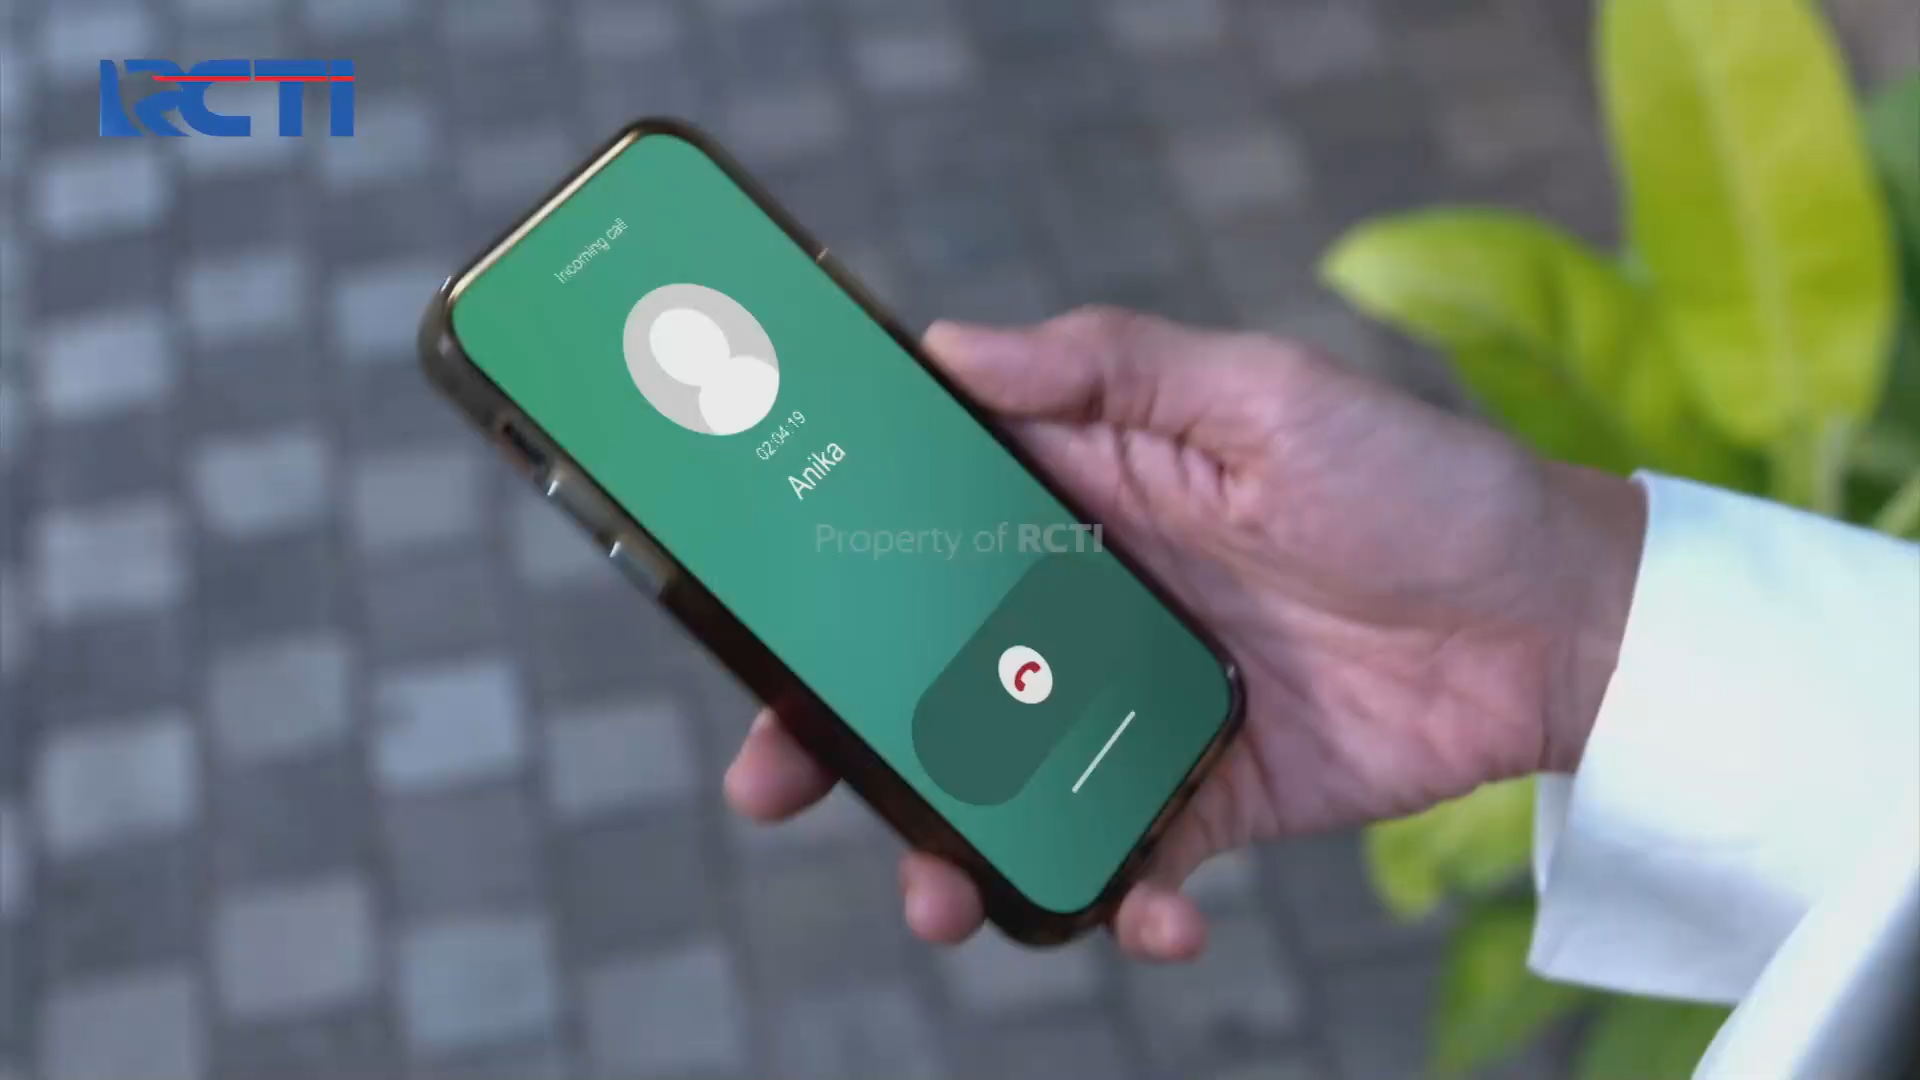 RCTI
Incoming call
02:04:19
Anika
Property of RCTI